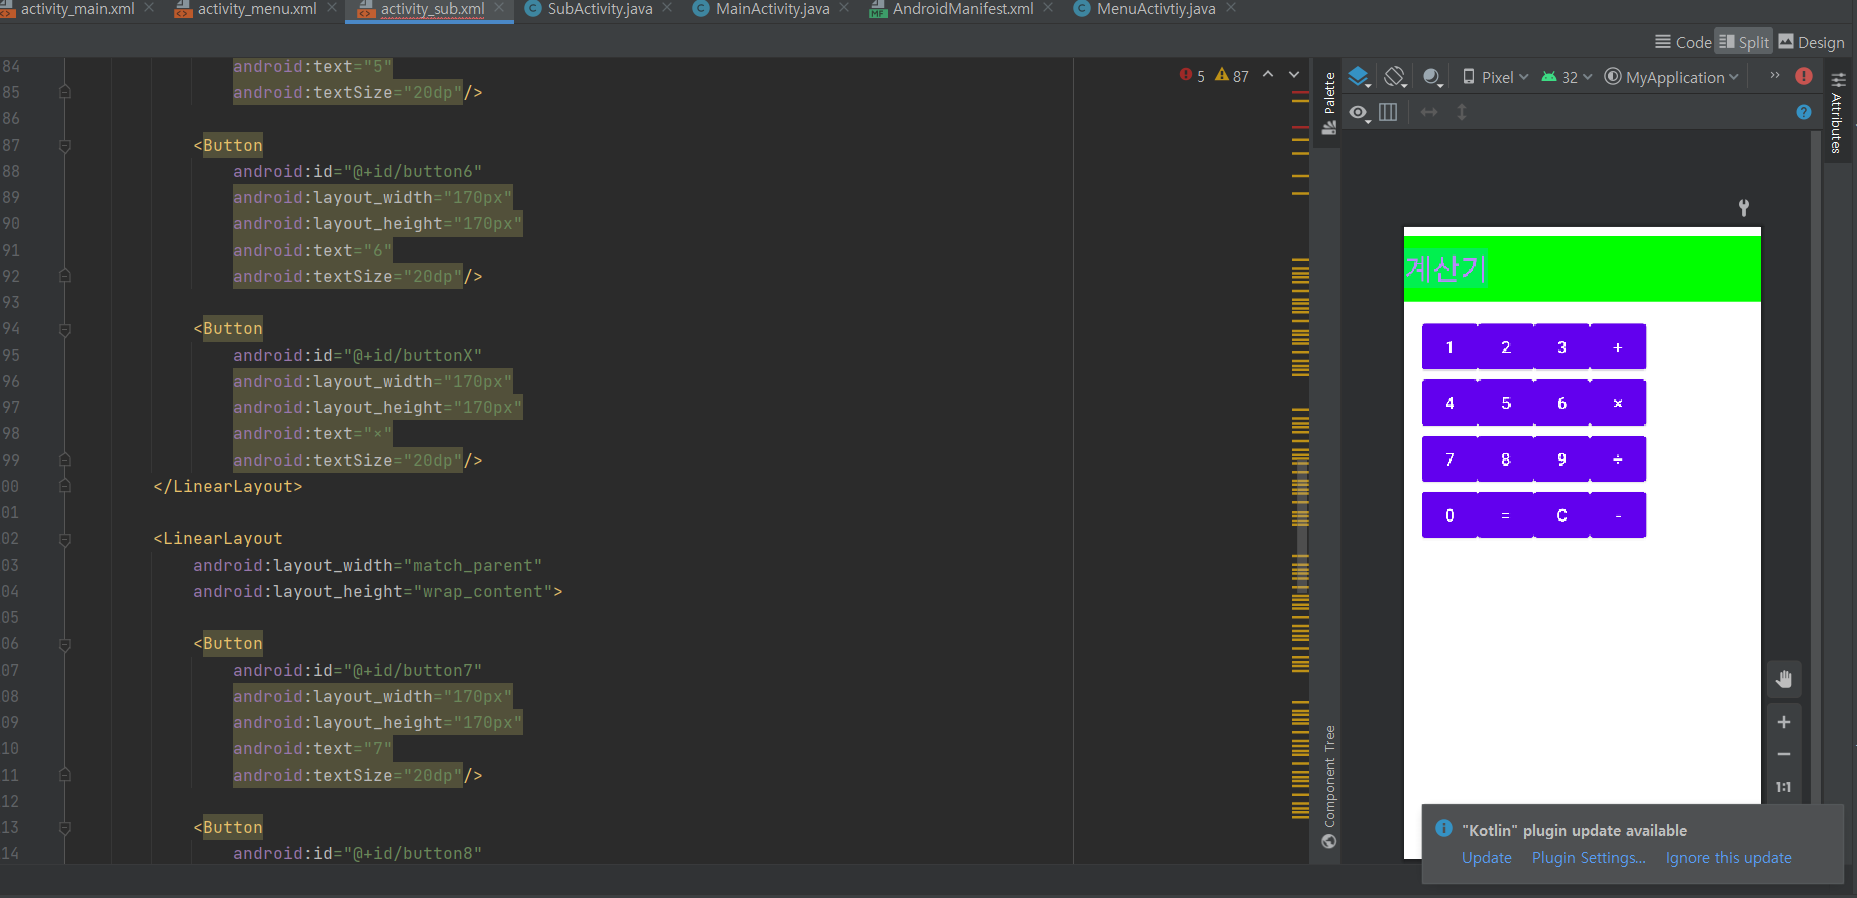 activity_main.xml activity_menu.xml activity_sub.xml SubActivity.java MainActivity.java AndroidManifest.xml MenuActivtiy.java
Code Split Design
84 android:text="5"
85 android:textSize="20dp"/>
86
87 <Button
88 android:id="@+id/button6"
89 android:layout_width="170px"
90 android:layout_height="170px"
91 android:text="6"
92 android:textSize="20dp"/>
93
94 <Button
95 android:id="@+id/buttonX"
96 android:layout_width="170px"
97 android:layout_height="170px"
98 android:text="×"
99 android:textSize="20dp"/>
00 </LinearLayout>
01
02 <LinearLayout
03 android:layout_width="match_parent"
04 android:layout_height="wrap_content">
05
06 <Button
07 android:id="@+id/button7"
08 android:layout_width="170px"
09 android:layout_height="170px"
10 android:text="7"
11 android:textSize="20dp"/>
12
13 <Button
14 android:id="@+id/button8"
5 87
Palette
Component Tree
Pixel 32 MyApplication
Attributes
계산기
1 2 3 +
4 5 6 ×
7 8 9 ÷
0 = C -
1:1
"Kotlin" plugin update available
Update Plugin Settings... Ignore this update